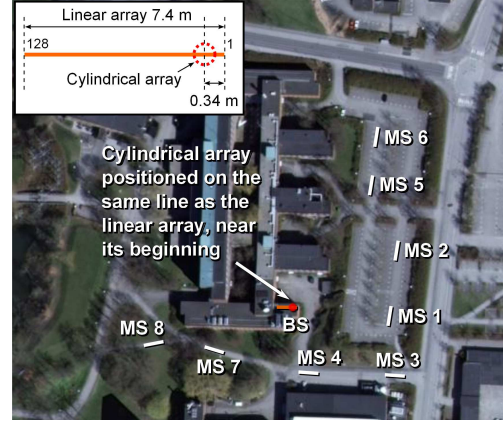 Linear array 7.4 m
128
1
Cylindrical array
0.34 m
Cylindrical array
positioned on the
same line as the
linear array, near
its beginning
MS 6
MS 5
MS 2
BS
MS 1
MS 8
MS 7
MS 4
MS 3